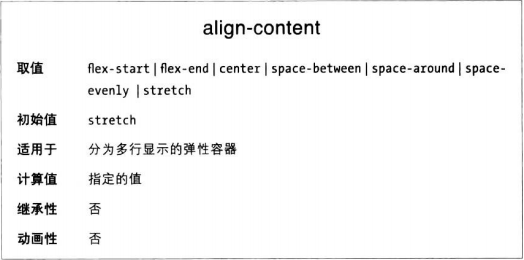 align-content
取值 flex-start | flex-end | center | space-between | space-around | space-
evenly | stretch
初始值 stretch
适用于 分为多行显示的弹性容器
计算值 指定的值
继承性 否
动画性 否